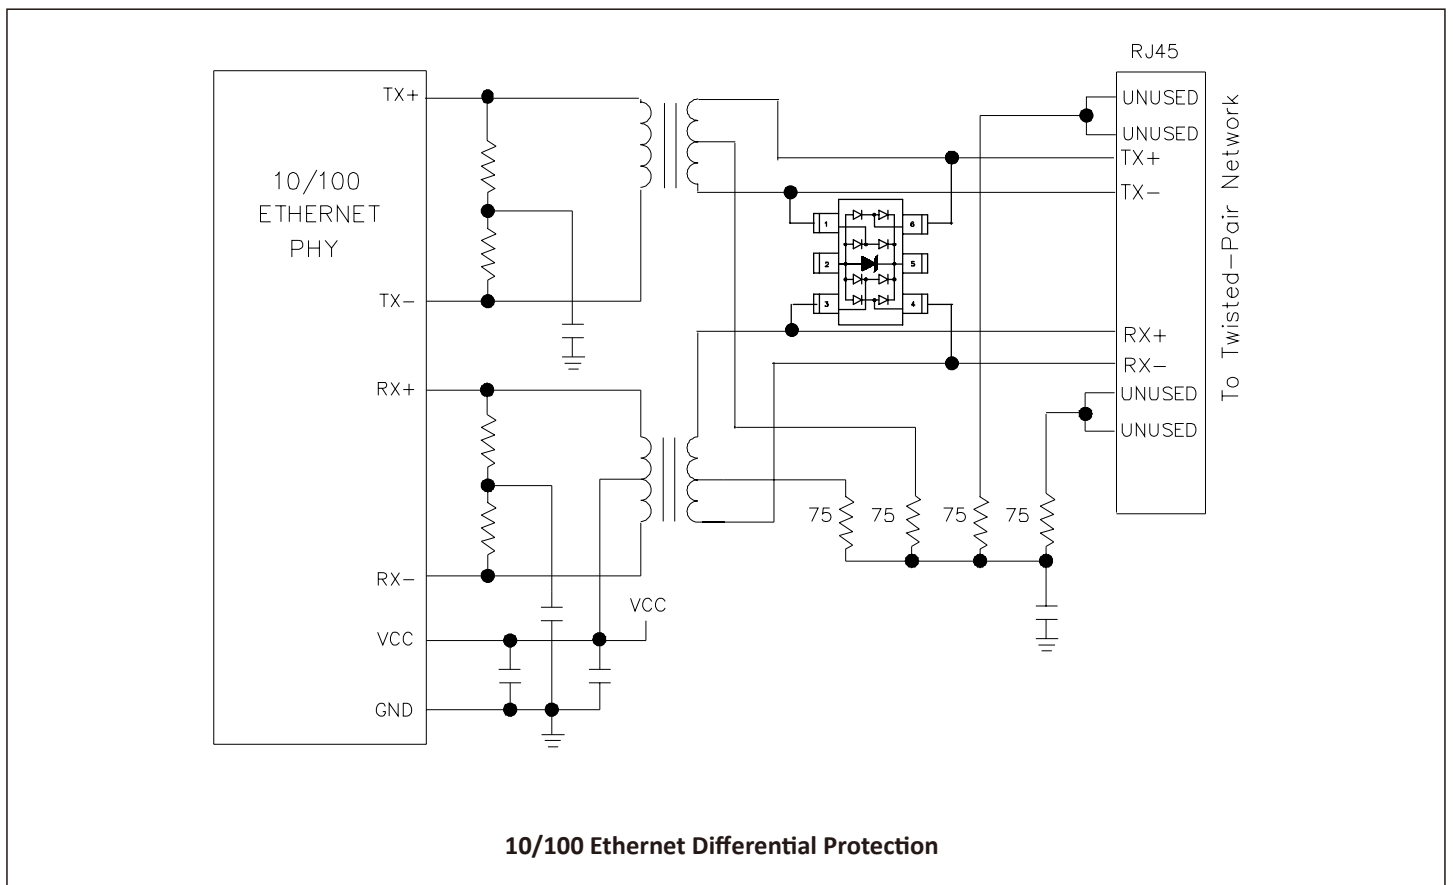 RJ45
TX+
UNUSED
UNUSED
TX+
TX−
10/100
ETHERNET
PHY
1
6
2
5
3
4
TX−
RX+
RX−
RX+
UNUSED
UNUSED
To Twisted−Pair Network
75
75
75
75
RX−
VCC
VCC
GND
10/100 Ethernet Differential Protection